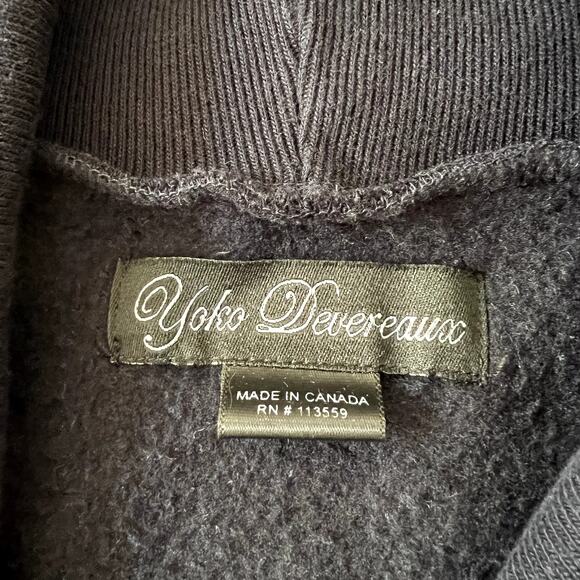 Yoko Devereaux
MADE IN CANADA
RN # 113559